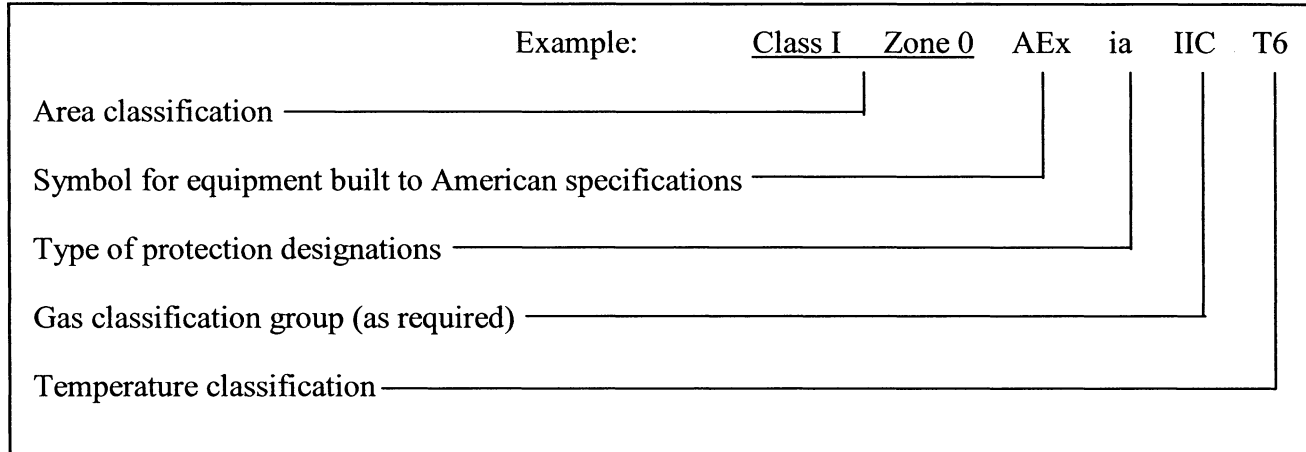 Example: Class I Zone 0 AEx ia IIC T6
Area classification
Symbol for equipment built to American specifications
Type of protection designations
Gas classification group (as required)
Temperature classification